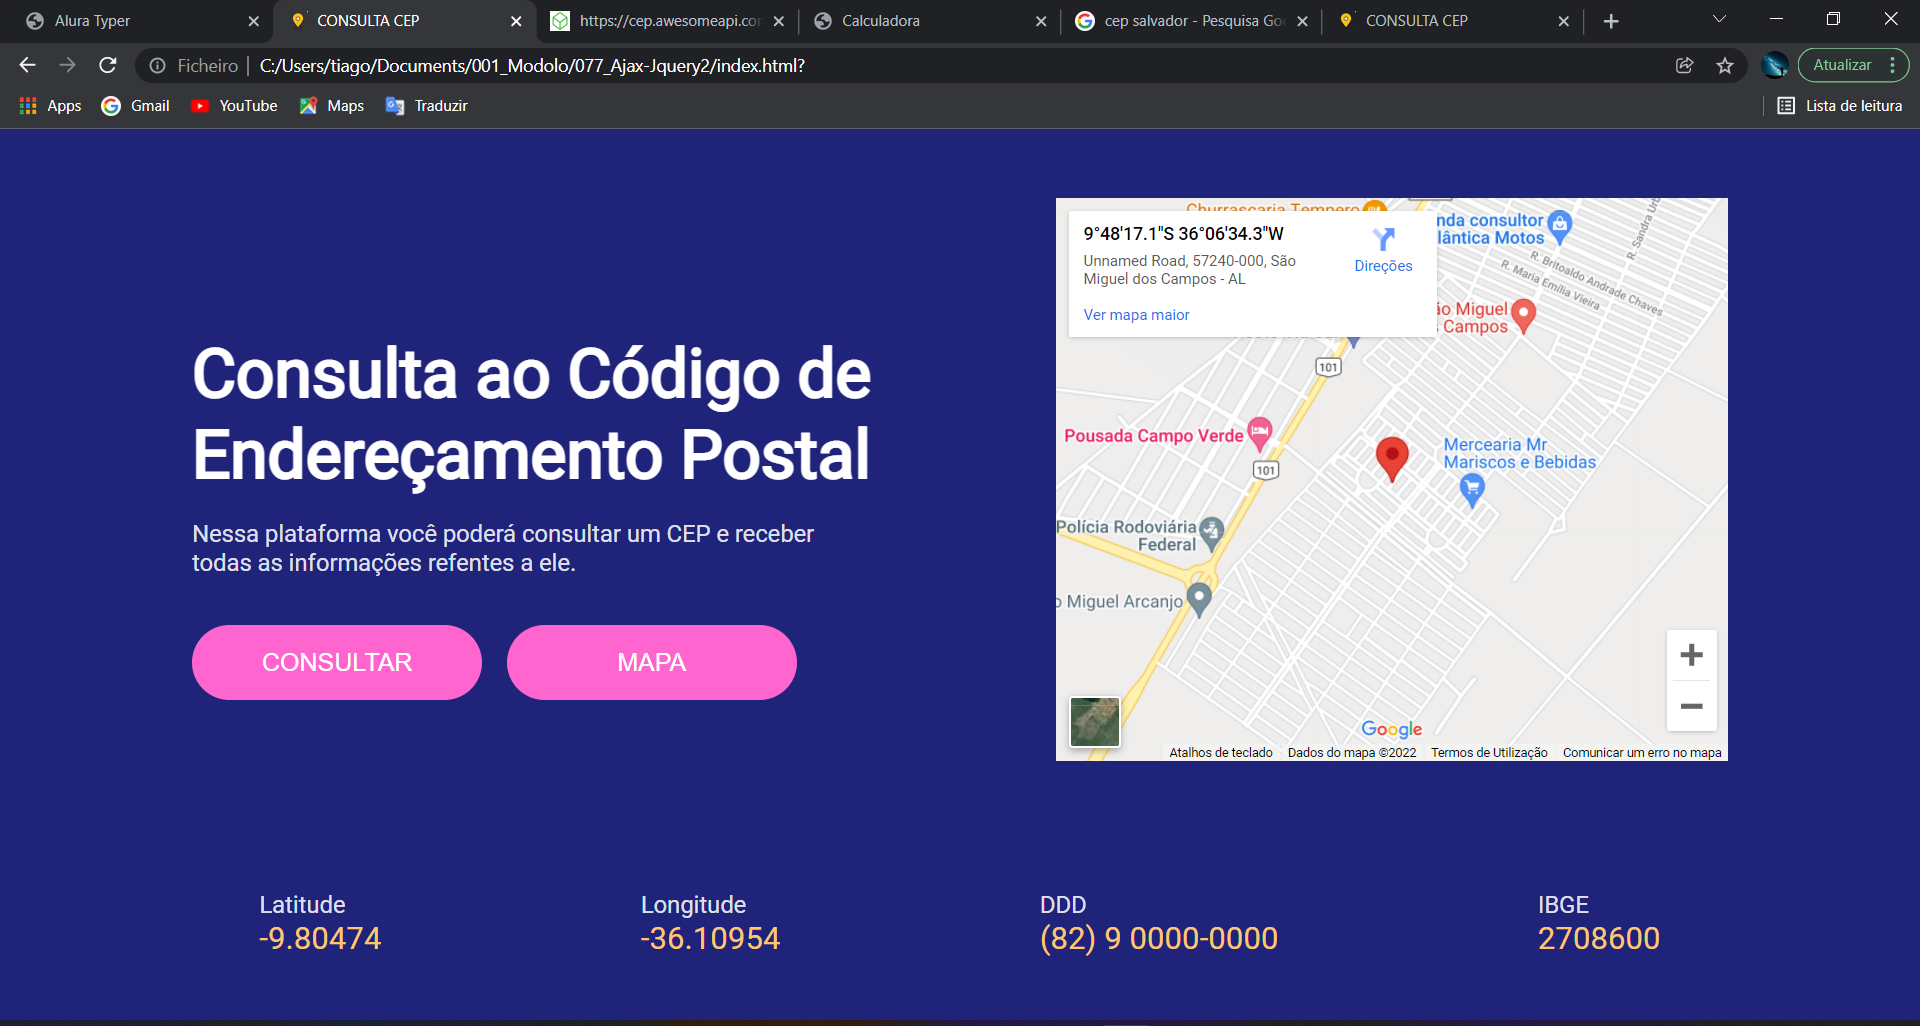 Alura Typer
CONSULTA CEP
https://cep.awesomeapi.co
Calculadora
cep salvador - Pesquisa Go
CONSULTA CEP
Ficheiro
C:/Users/tiago/Documents/001_Modolo/077_Ajax-Jquery2/index.html?
Atualizar
Apps
Gmail
YouTube
Maps
Traduzir
Lista de leitura
Consulta ao Código de
Endereçamento Postal
Nessa plataforma você poderá consultar um CEP e receber
todas as informações refentes a ele.
CONSULTAR
MAPA
Churrascaria Tempero
9°48'17.1"S 36°06'34.3"W
Unnamed Road, 57240-000, São
Miguel dos Campos - AL
Direções
Ver mapa maior
nda consultor
lântica Motos
R. Sandra Urb
R. Britoaldo Andrade Chaves
R. Maria Emília Vieira
ão Miguel
Campos
101
Pousada Campo Verde
101
Mercearia Mr
Mariscos e Bebidas
Polícia Rodoviária
Federal
o Miguel Arcanjo
Google
Atalhos de teclado
Dados do mapa ©2022
Termos de Utilização
Comunicar um erro no mapa
Latitude
-9.80474
Longitude
-36.10954
DDD
(82) 9 0000-0000
IBGE
2708600